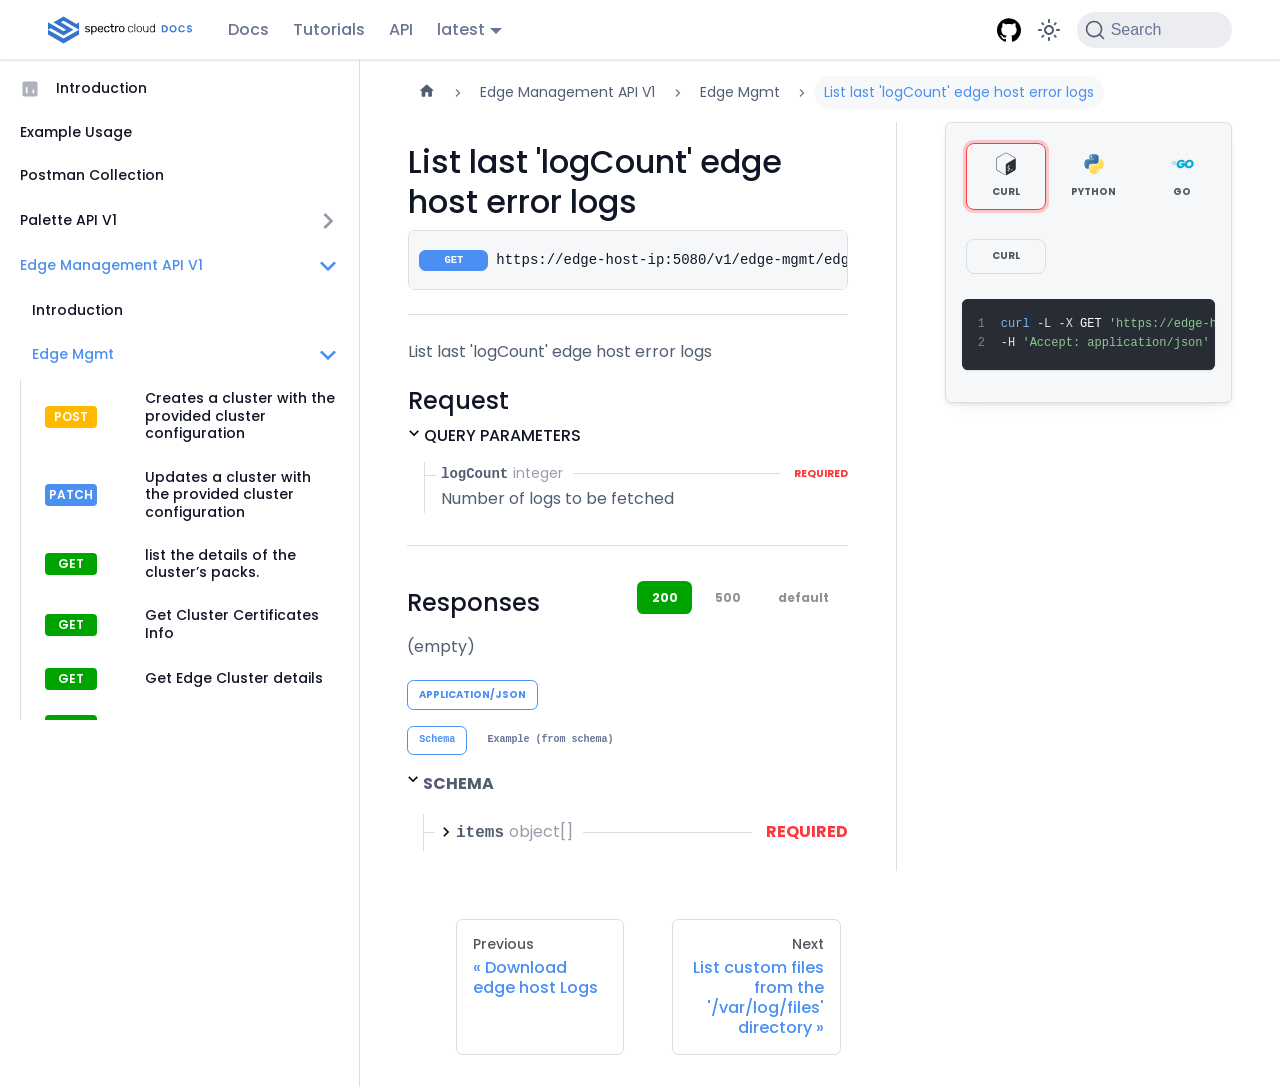 spectro cloud DOCS
Docs
Tutorials
API
latest
Search
Introduction
Example Usage
Postman Collection
Palette API V1
Edge Management API V1
Introduction
Edge Mgmt
POST
Creates a cluster with the
provided cluster
configuration
PATCH
Updates a cluster with
the provided cluster
configuration
GET
list the details of the
cluster’s packs.
GET
Get Cluster Certificates
Info
GET
Get Edge Cluster details
Edge Management API V1
Edge Mgmt
List last 'logCount' edge host error logs
List last 'logCount' edge
host error logs
GET https://edge-host-ip:5080/v1/edge-mgmt/edg
List last 'logCount' edge host error logs
Request
QUERY PARAMETERS
logCount integer REQUIRED
Number of logs to be fetched
Responses
200 500 default
(empty)
APPLICATION/JSON
Schema Example (from schema)
SCHEMA
items object[] REQUIRED
Previous
« Download
edge host Logs
Next
List custom files
from the
'/var/log/files'
directory »
CURL PYTHON GO
CURL
1 curl -L -X GET 'https://edge-h
2 -H 'Accept: application/json'